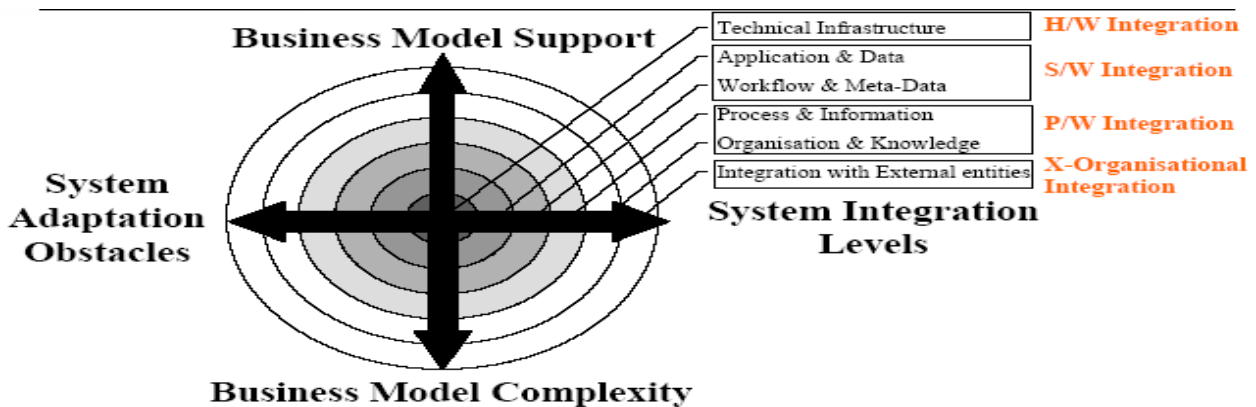 Business Model Support
Technical Infrastructure
H/W Integration
Application & Data
Workflow & Meta-Data
S/W Integration
Process & Information
Organisation & Knowledge
P/W Integration
Integration with External entities
X-Organisational
Integration
System
Adaptation
Obstacles
System Integration
Levels
Business Model Complexity